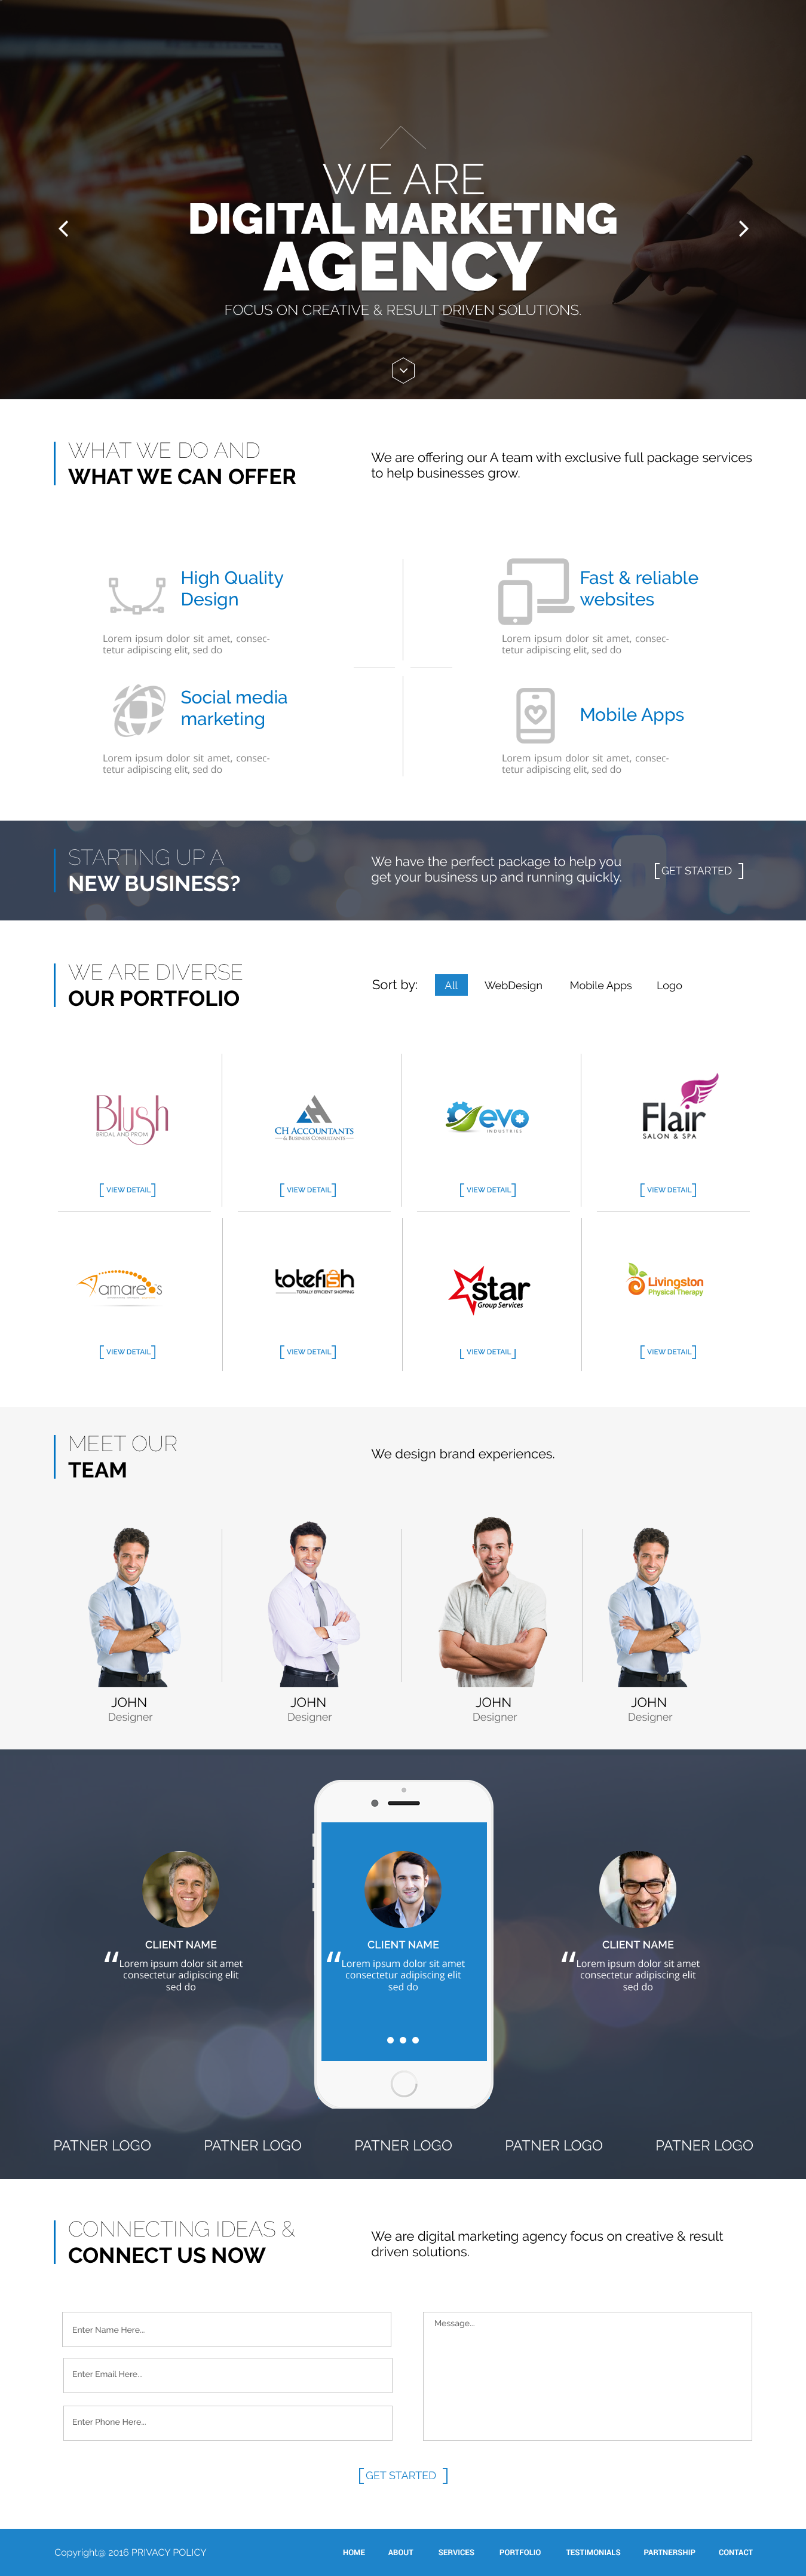 WE ARE
DIGITAL MARKETING
AGENCY
FOCUS ON CREATIVE & RESULT DRIVEN SOLUTIONS.
WHAT WE DO AND
WHAT WE CAN OFFER
We are offering our A team with exclusive full package services
to help businesses grow.
High Quality
Design
Lorem ipsum dolor sit amet, consec-
tetur adipiscing elit, sed do
Fast & reliable
websites
Lorem ipsum dolor sit amet, consec-
tetur adipiscing elit, sed do
Social media
marketing
Lorem ipsum dolor sit amet, consec-
tetur adipiscing elit, sed do
Mobile Apps
Lorem ipsum dolor sit amet, consec-
tetur adipiscing elit, sed do
STARTING UP A
NEW BUSINESS?
We have the perfect package to help you
get your business up and running quickly.
[GET STARTED ]
WE ARE DIVERSE
OUR PORTFOLIO
Sort by: All WebDesign Mobile Apps Logo
Blush
BRIDAL AND PROM
CH ACCOUNTANTS
& BUSINESS CONSULTANTS
evo
INDUSTRIES
Flair
SALON & SPA
[ VIEW DETAIL ] [ VIEW DETAIL ] [ VIEW DETAIL ] [ VIEW DETAIL ]
amare
s
totefish
TOTALLY EFFICIENT SHOPPING
star
Group Services
Livingston
Physical Therapy
[ VIEW DETAIL ] [ VIEW DETAIL ] [ VIEW DETAIL ] [ VIEW DETAIL ]
MEET OUR
TEAM
We design brand experiences.
JOHN
Designer
JOHN
Designer
JOHN
Designer
JOHN
Designer
CLIENT NAME
“ Lorem ipsum dolor sit amet
consectetur adipiscing elit
sed do
CLIENT NAME
“ Lorem ipsum dolor sit amet
consectetur adipiscing elit
sed do
CLIENT NAME
“ Lorem ipsum dolor sit amet
consectetur adipiscing elit
sed do
PATNER LOGO PATNER LOGO PATNER LOGO PATNER LOGO PATNER LOGO
CONNECTING IDEAS &
CONNECT US NOW
We are digital marketing agency focus on creative & result
driven solutions.
Enter Name Here...
Enter Email Here...
Enter Phone Here...
Message...
[GET STARTED ]
Copyright@ 2016 PRIVACY POLICY
HOME ABOUT SERVICES PORTFOLIO TESTIMONIALS PARTNERSHIP CONTACT